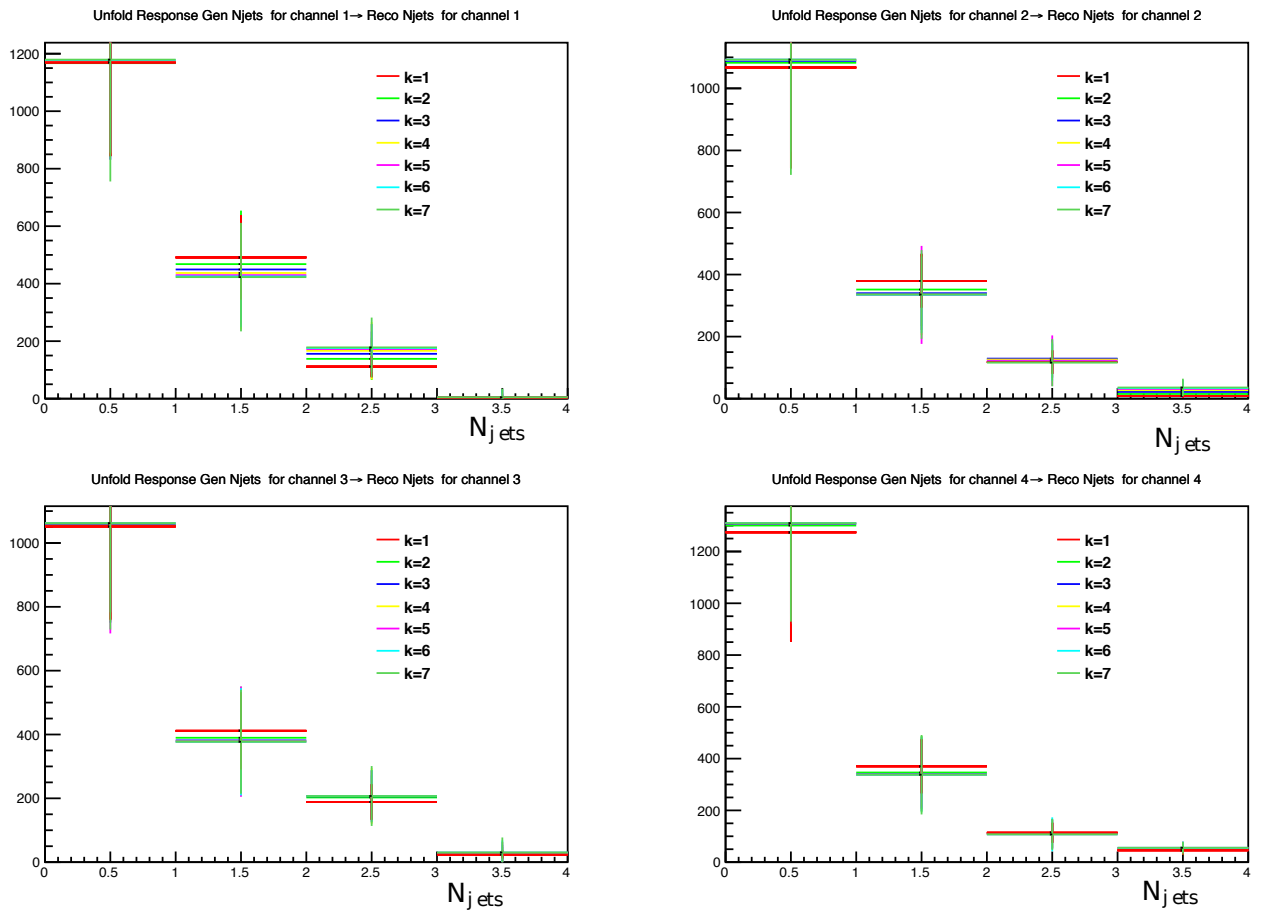 Unfold Response Gen Njets for channel 1→ Reco Njets for channel 1
1200
1000
800
600
400
200
0
k=1
k=2
k=3
k=4
k=5
k=6
k=7
0 0.5 1 1.5 2 2.5 3 3.5 4
N_jets
Unfold Response Gen Njets for channel 2→ Reco Njets for channel 2
1000
800
600
400
200
0
k=1
k=2
k=3
k=4
k=5
k=6
k=7
0 0.5 1 1.5 2 2.5 3 3.5 4
N_jets
Unfold Response Gen Njets for channel 3→ Reco Njets for channel 3
1000
800
600
400
200
0
k=1
k=2
k=3
k=4
k=5
k=6
k=7
0 0.5 1 1.5 2 2.5 3 3.5 4
N_jets
Unfold Response Gen Njets for channel 4→ Reco Njets for channel 4
1200
1000
800
600
400
200
0
k=1
k=2
k=3
k=4
k=5
k=6
k=7
0 0.5 1 1.5 2 2.5 3 3.5 4
N_jets